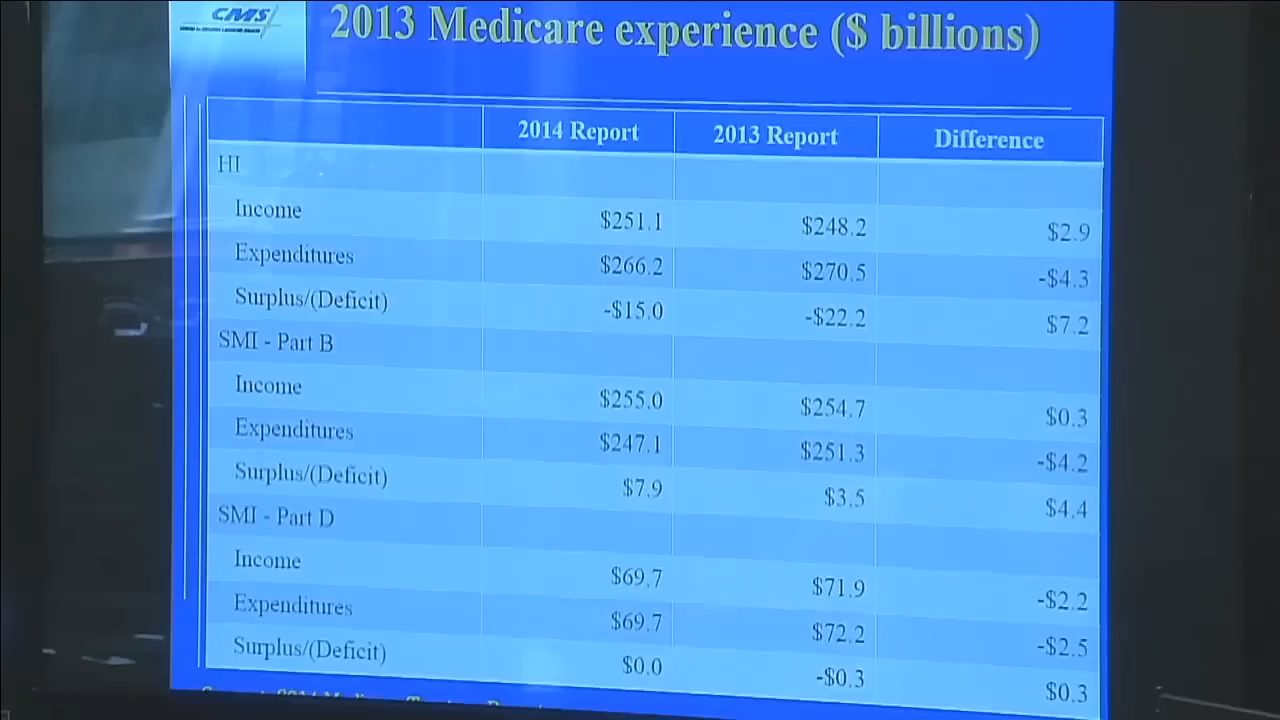 CMS
2013 Medicare experience ($ billions)
2014 Report 2013 Report Difference
HI
Income $251.1 $248.2 $2.9
Expenditures $266.2 $270.5 -$4.3
Surplus/(Deficit) -$15.0 -$22.2 $7.2
SMI - Part B
Income $255.0 $254.7 $0.3
Expenditures $247.1 $251.3 -$4.2
Surplus/(Deficit) $7.9 $3.5 $4.4
SMI - Part D
Income $69.7 $71.9 -$2.2
Expenditures $69.7 $72.2 -$2.5
Surplus/(Deficit) $0.0 -$0.3 $0.3